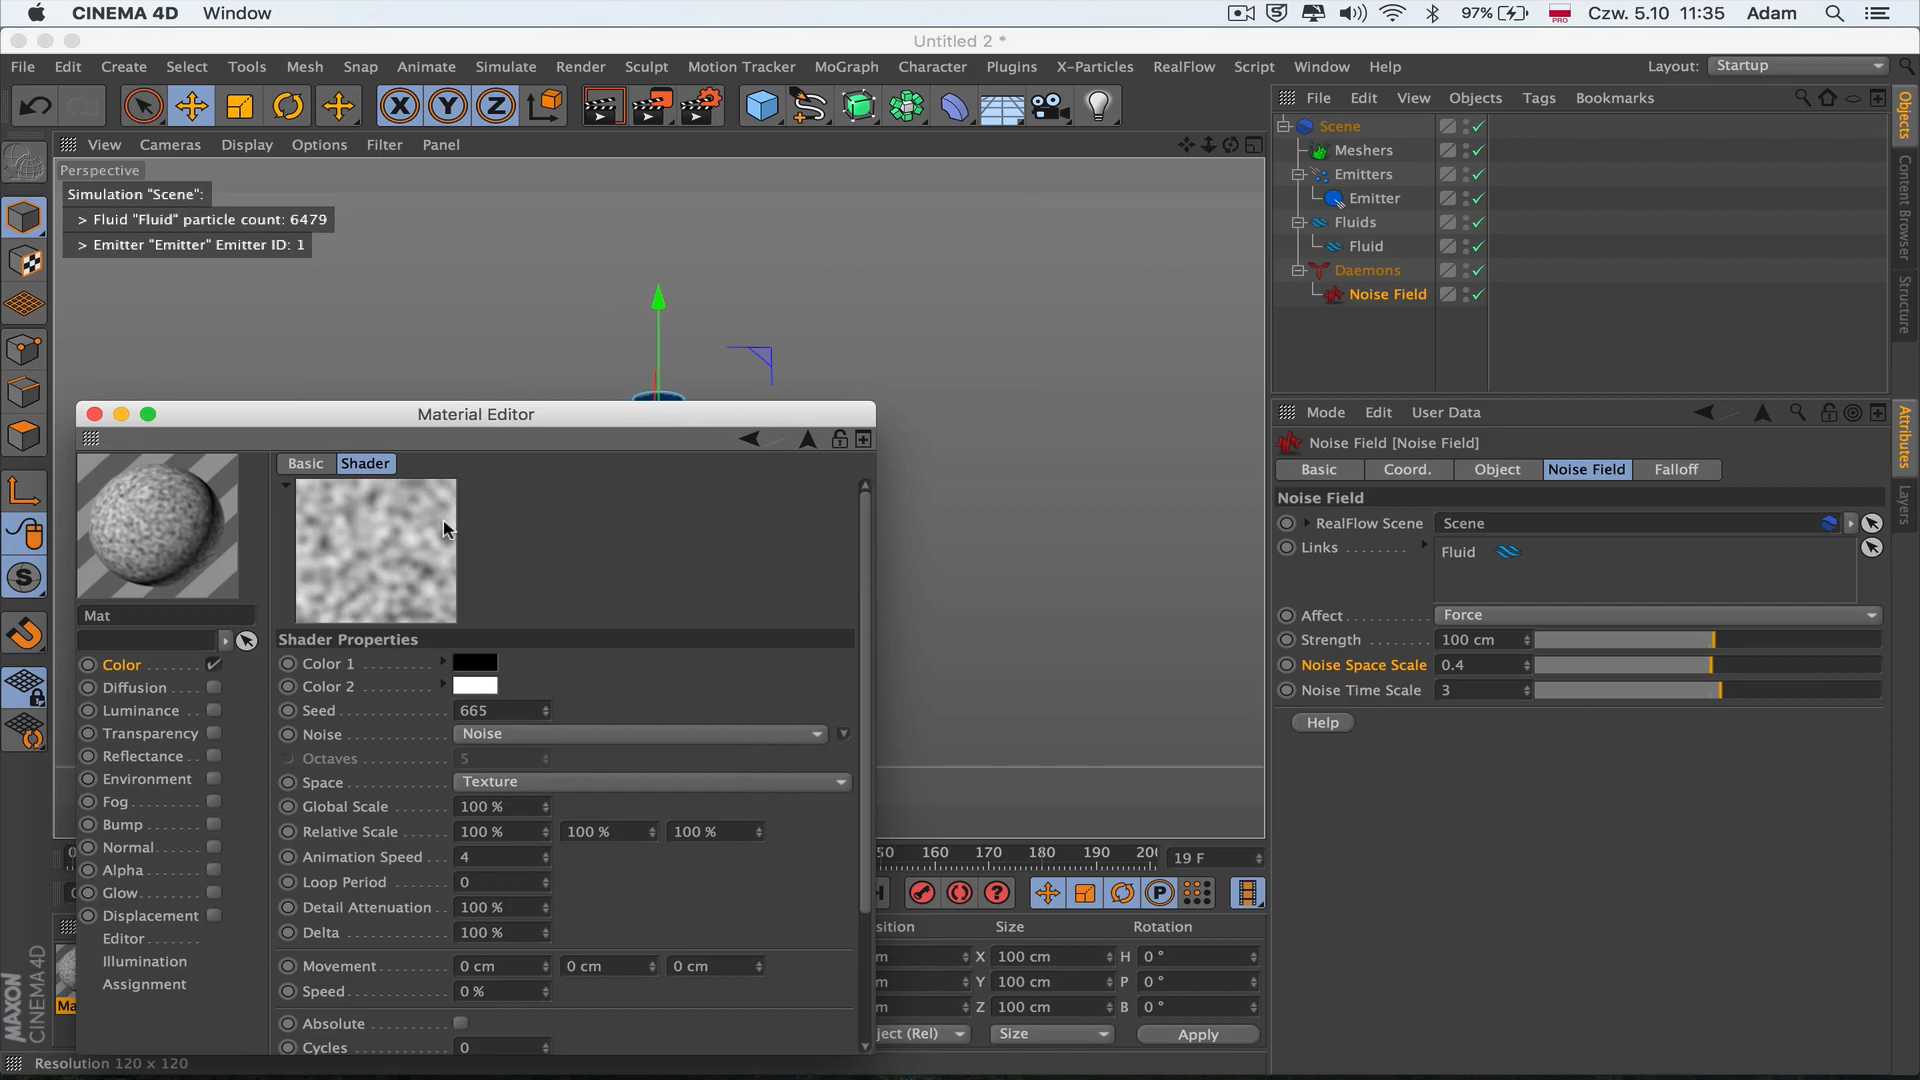 CINEMA 4D Window 97% PRO Czw. 5.10 11:35 Adam
Untitled 2 *
File Edit Create Select Tools Mesh Snap Animate Simulate Render Sculpt Motion Tracker MoGraph Character Plugins X-Particles RealFlow Script Window Help Layout: Startup
X Y Z
View Cameras Display Options Filter Panel
Perspective
Simulation "Scene":
> Fluid "Fluid" particle count: 6479
> Emitter "Emitter" Emitter ID: 1
File Edit View Objects Tags Bookmarks
Scene
Meshers
Emitters
Emitter
Fluids
Fluid
Daemons
Noise Field
Objects
Content Browser
Structure
Mode Edit User Data
Noise Field [Noise Field]
Basic Coord. Object Noise Field Falloff
Noise Field
RealFlow Scene Scene
Links Fluid
Affect Force
Strength 100 cm
Noise Space Scale 0.4
Noise Time Scale 3
Help
Attributes
Layers
Material Editor
Basic Shader
Mat
Color
Diffusion
Luminance
Transparency
Reflectance
Environment
Fog
Bump
Normal
Alpha
Glow
Displacement
Editor
Illumination
Assignment
Shader Properties
Color 1
Color 2
Seed 665
Noise Noise
Octaves 5
Space Texture
Global Scale 100 %
Relative Scale 100 % 100 % 100 %
Animation Speed 4
Loop Period 0
Detail Attenuation 100 %
Delta 100 %
Movement 0 cm 0 cm 0 cm
Speed 0 %
Absolute
Cycles 0
50 160 170 180 190 20 19 F
P
sition Size Rotation
m X 100 cm H 0 °
m Y 100 cm P 0 °
m Z 100 cm B 0 °
ject (Rel) Size Apply
Ma
MAXON CINEMA 4D
Resolution 120 x 120